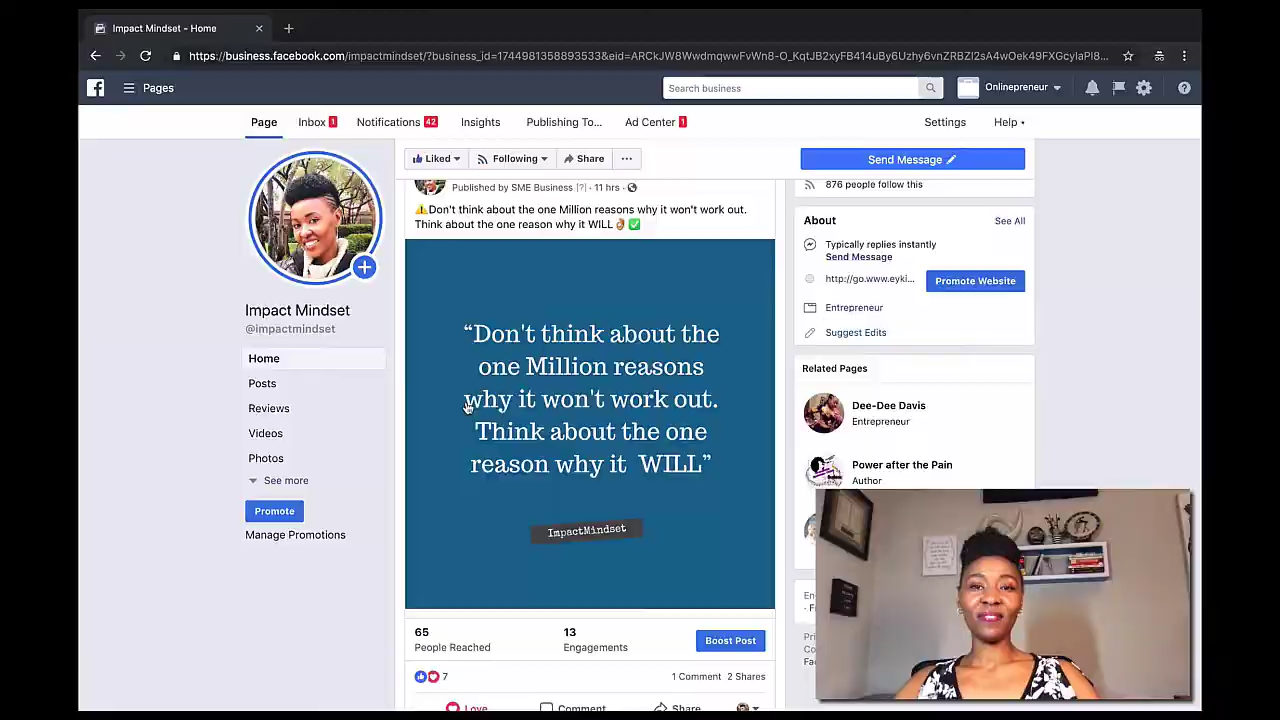 Impact Mindset - Home
https://business.facebook.com/impactmindset/?business_id=1744981358893533&eid=
Pages
Search business
Onlinepreneur
Page
Inbox 1
Notifications 42
Insights
Publishing To...
Ad Center 1
Settings
Help
Liked
Following
Share
Send Message
Impact Mindset
@impactmindset
Home
Posts
Reviews
Videos
Photos
See more
Promote
Manage Promotions
Published by SME Business [?] · 11 hrs ·
Don't think about the one Million reasons why it won't work out.
Think about the one reason why it WILL
“Don't think about the
one Million reasons
why it won't work out.
Think about the one
reason why it WILL”
ImpactMindset
65
People Reached
13
Engagements
Boost Post
7
1 Comment 2 Shares
Love
Comment
Share
876 people follow this
About
See All
Typically replies instantly
Send Message
http://go.www.eyki...
Promote Website
Entrepreneur
Suggest Edits
Related Pages
Dee-Dee Davis
Entrepreneur
Power after the Pain
Author